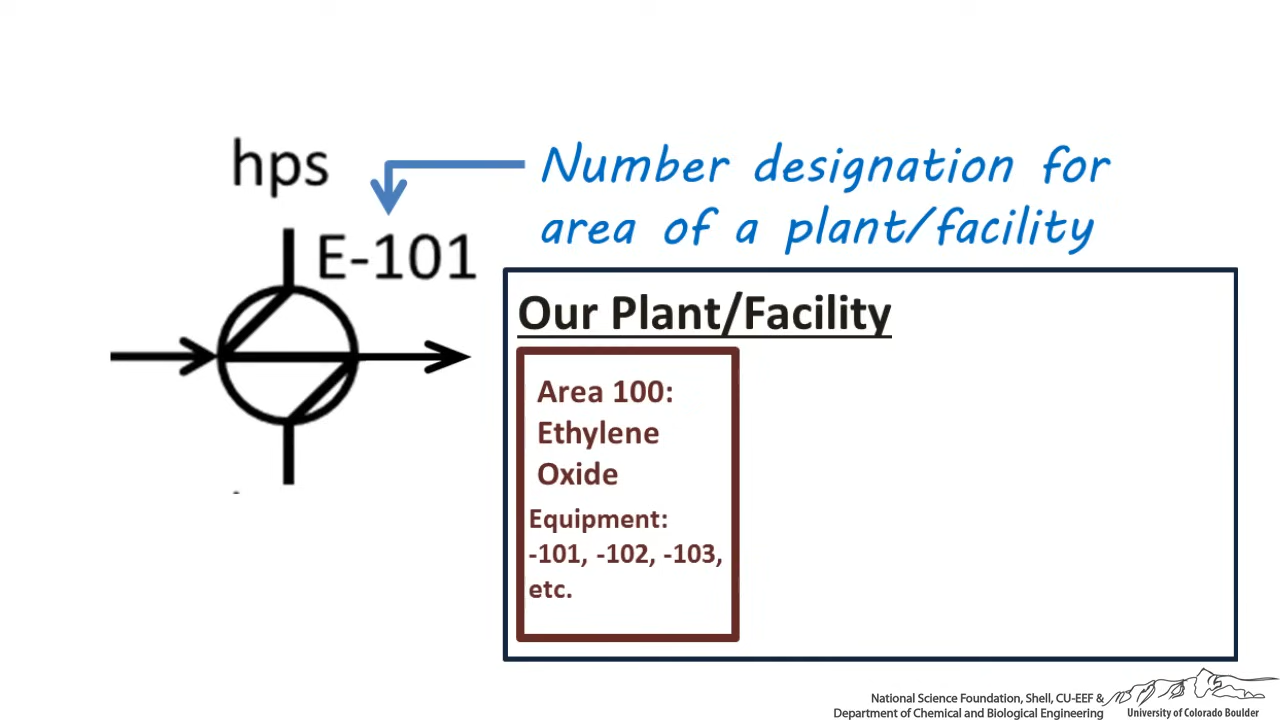 hps
Number designation for
area of a plant/facility
E-101
Our Plant/Facility
Area 100:
Ethylene
Oxide
Equipment:
-101, -102, -103,
etc.
National Science Foundation, Shell, CU-EEF &
Department of Chemical and Biological Engineering
University of Colorado Boulder